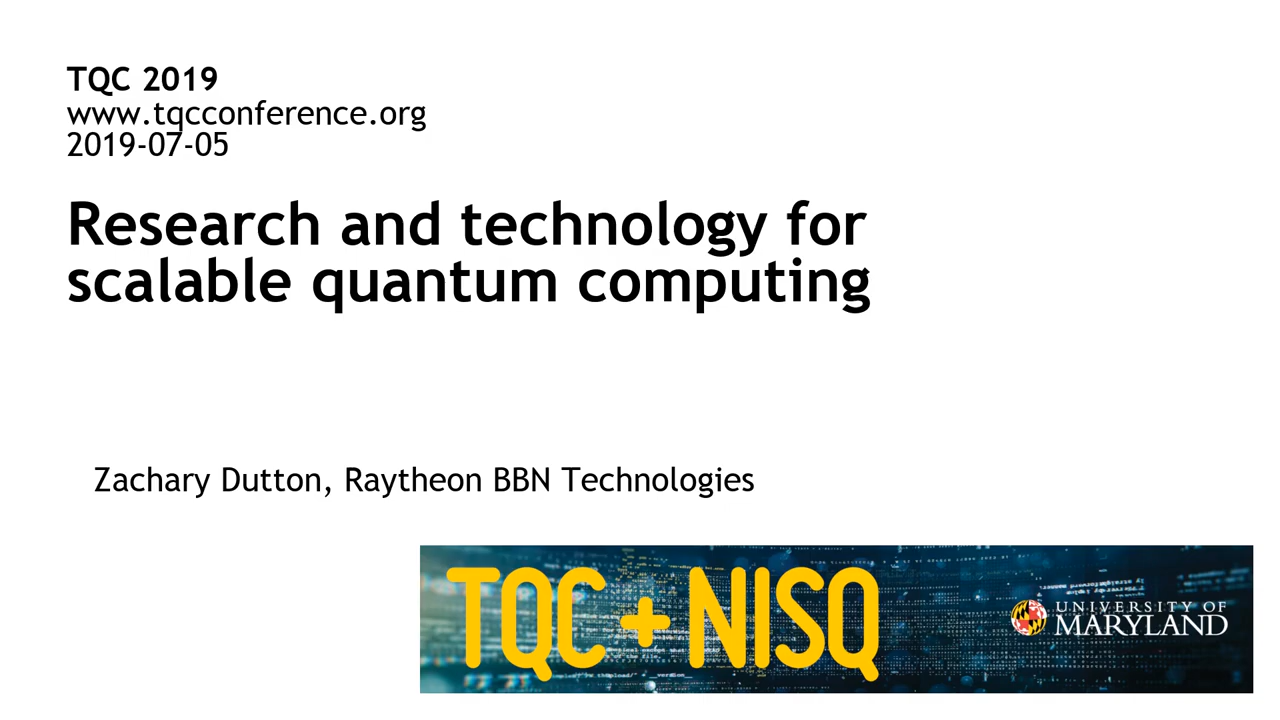 TQC 2019
www.tqcconference.org
2019-07-05
Research and technology for
scalable quantum computing
Zachary Dutton, Raytheon BBN Technologies
TQC + NISQ
UNIVERSITY OF
MARYLAND